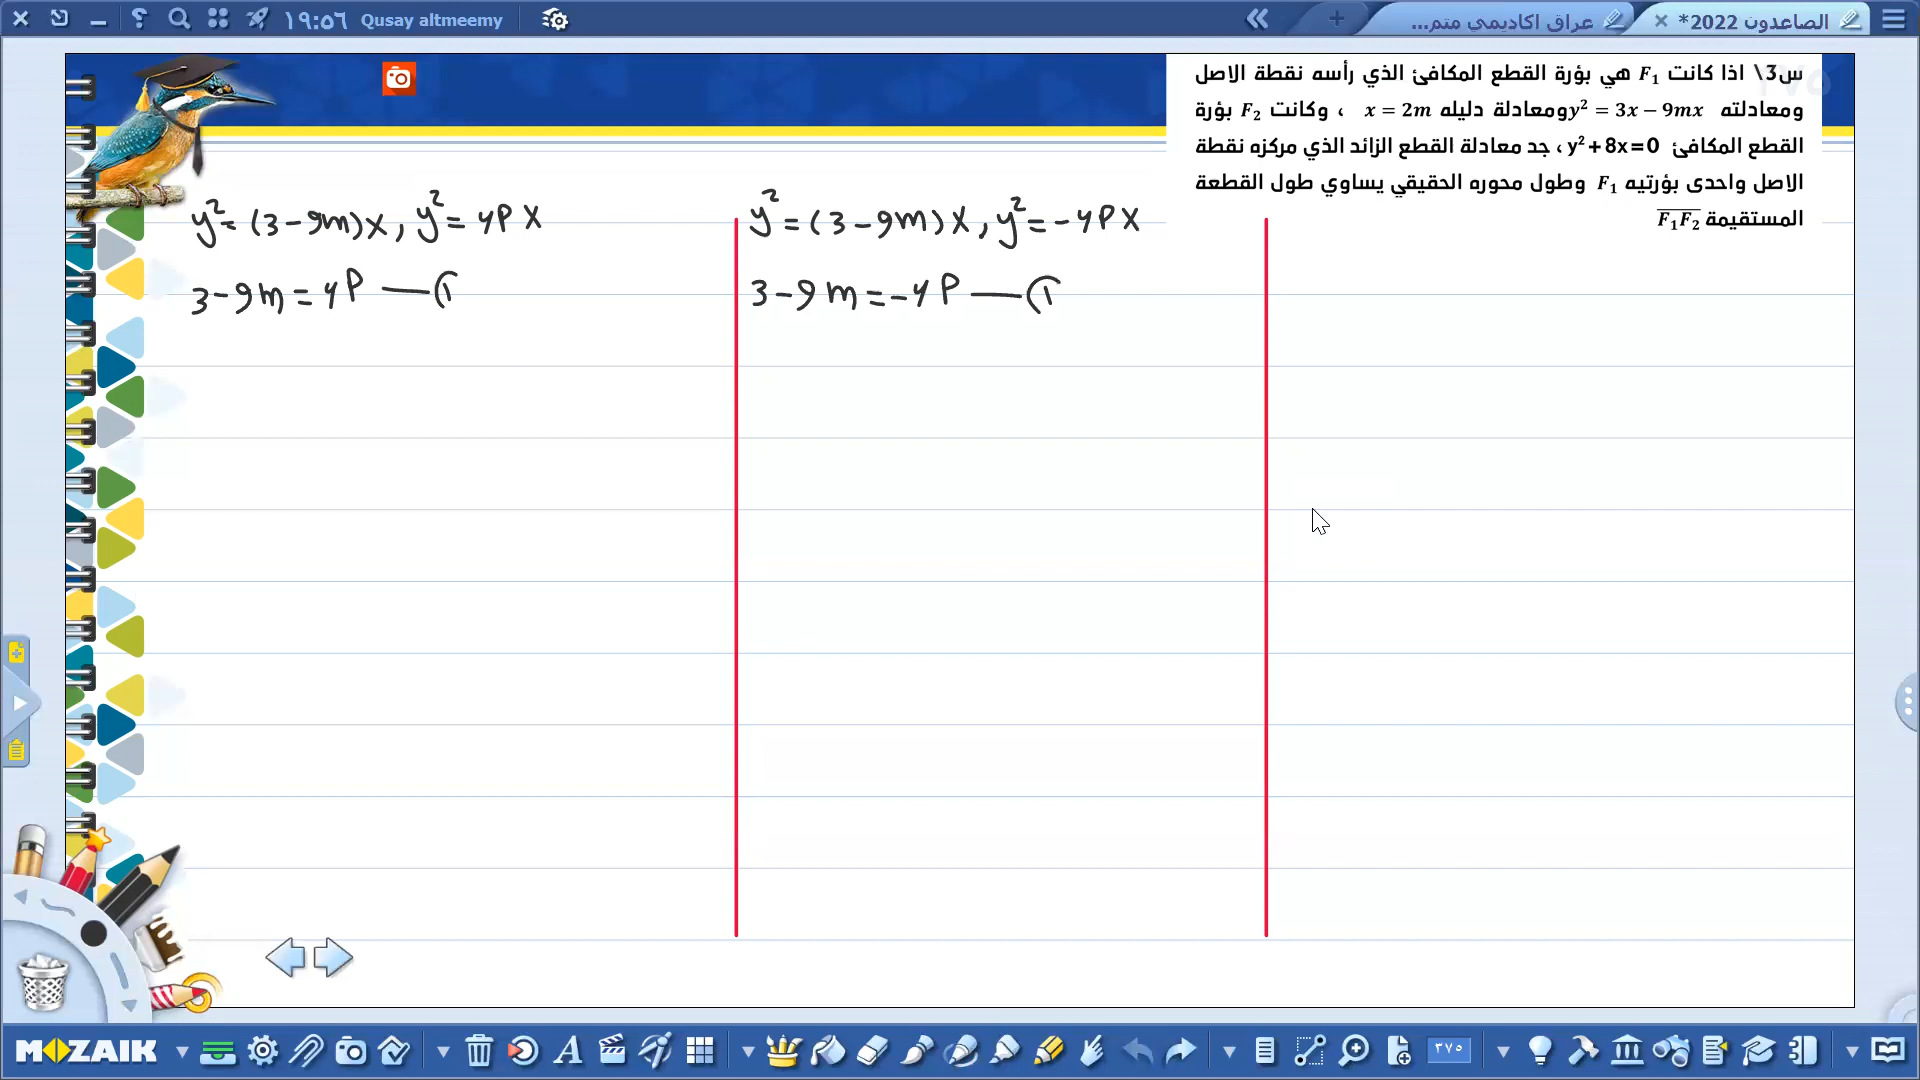 ١٩:٥٦ Qusay altmeemy
عراق اكاديمي متم...
الصاعدون 2022*
س3\ اذا كانت F₁ هي بؤرة القطع المكافئ الذي رأسه نقطة الاصل
ومعادلته y² = 3x − 9mx ومعادلة دليله x = 2m ، وكانت F₂ بؤرة
القطع المكافئ y²+8x=0 ، جد معادلة القطع الزائد الذي مركزه نقطة
الاصل واحدى بؤرتيه F₁ وطول محوره الحقيقي يساوي طول القطعة
المستقيمة F̅₁F̅₂
y² = (3-9m)x, y² = 4Px
3-9m = 4P —①
y² = (3-9m)x, y² = -4Px
3-9m = -4P —①
MOZAIK
٣٧٥